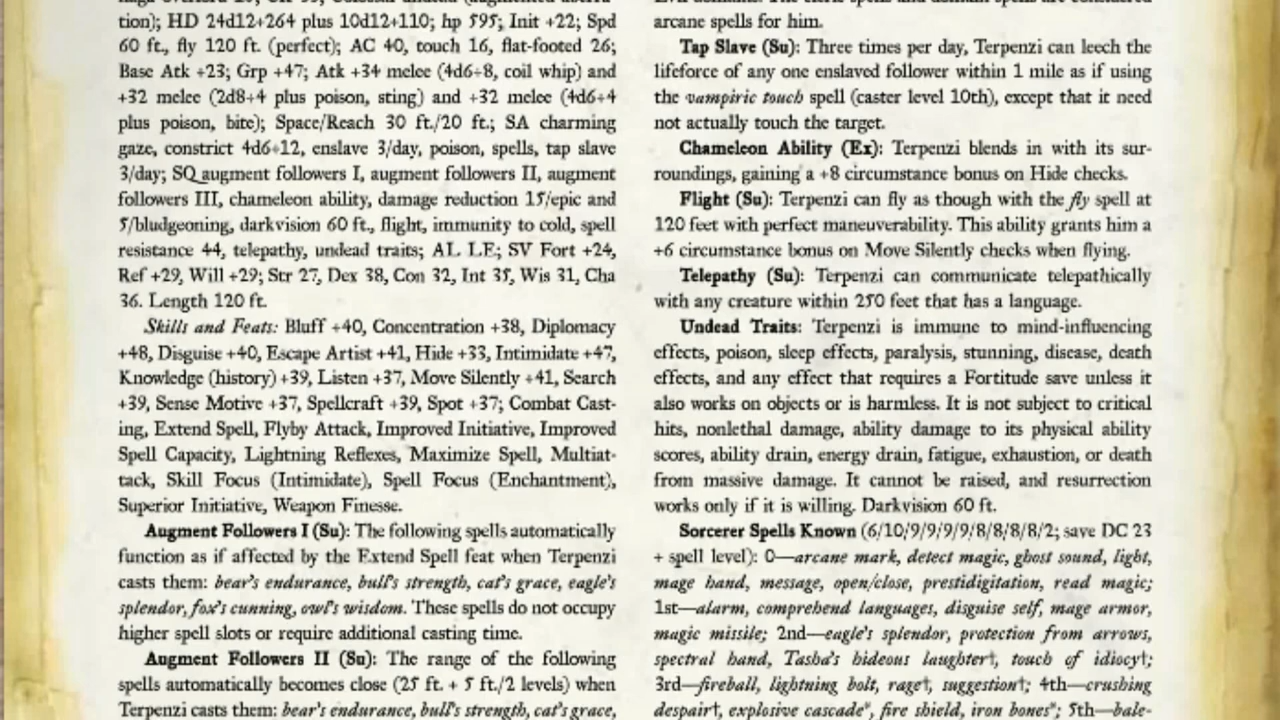 tion); HD 24d12+264 plus 10d12+110; hp 595; Init +22; Spd
60 ft., fly 120 ft. (perfect); AC 40, touch 16, flat-footed 26;
Base Atk +23; Grp +47; Atk +34 melee (4d6+8, coil whip) and
+32 melee (2d8+4 plus poison, sting) and +32 melee (4d6+4
plus poison, bite); Space/Reach 30 ft./20 ft.; SA charming
gaze, constrict 4d6+12, enslave 3/day, poison, spells, tap slave
3/day; SQ augment followers I, augment followers II, augment
followers III, chameleon ability, damage reduction 15/epic and
5/bludgeoning, darkvision 60 ft., flight, immunity to cold, spell
resistance 44, telepathy, undead traits; AL LE; SV Fort +24,
Ref +29, Will +29; Str 27, Dex 38, Con 32, Int 35, Wis 31, Cha
36. Length 120 ft.
Skills and Feats: Bluff +40, Concentration +38, Diplomacy
+48, Disguise +40, Escape Artist +41, Hide +33, Intimidate +47,
Knowledge (history) +39, Listen +37, Move Silently +41, Search
+39, Sense Motive +37, Spellcraft +39, Spot +37; Combat Cast-
ing, Extend Spell, Flyby Attack, Improved Initiative, Improved
Spell Capacity, Lightning Reflexes, Maximize Spell, Multiat-
tack, Skill Focus (Intimidate), Spell Focus (Enchantment),
Superior Initiative, Weapon Finesse.
Augment Followers I (Su): The following spells automatically
function as if affected by the Extend Spell feat when Terpenzi
casts them: bear's endurance, bull's strength, cat's grace, eagle's
splendor, fox's cunning, owl's wisdom. These spells do not occupy
higher spell slots or require additional casting time.
Augment Followers II (Su): The range of the following
spells automatically becomes close (25 ft. + 5 ft./2 levels) when
Terpenzi casts them: bear's endurance, bull's strength, cat's grace,
arcane spells for him.
Tap Slave (Su): Three times per day, Terpenzi can leech the
lifeforce of any one enslaved follower within 1 mile as if using
the vampiric touch spell (caster level 10th), except that it need
not actually touch the target.
Chameleon Ability (Ex): Terpenzi blends in with its sur-
roundings, gaining a +8 circumstance bonus on Hide checks.
Flight (Su): Terpenzi can fly as though with the fly spell at
120 feet with perfect maneuverability. This ability grants him a
+6 circumstance bonus on Move Silently checks when flying.
Telepathy (Su): Terpenzi can communicate telepathically
with any creature within 250 feet that has a language.
Undead Traits: Terpenzi is immune to mind-influencing
effects, poison, sleep effects, paralysis, stunning, disease, death
effects, and any effect that requires a Fortitude save unless it
also works on objects or is harmless. It is not subject to critical
hits, nonlethal damage, ability damage to its physical ability
scores, ability drain, energy drain, fatigue, exhaustion, or death
from massive damage. It cannot be raised, and resurrection
works only if it is willing. Darkvision 60 ft.
Sorcerer Spells Known (6/10/9/9/9/9/8/8/8/8/2; save DC 23
+ spell level): 0—arcane mark, detect magic, ghost sound, light,
mage hand, message, open/close, prestidigitation, read magic;
1st—alarm, comprehend languages, disguise self, mage armor,
magic missile; 2nd—eagle's splendor, protection from arrows,
spectral hand, Tasha's hideous laughter†, touch of idiocy†;
3rd—fireball, lightning bolt, rage†, suggestion†; 4th—crushing
despair†, explosive cascade*, fire shield, iron bones*; 5th—bale-